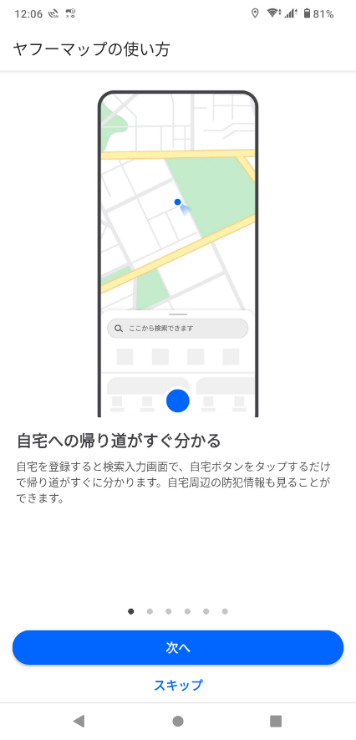 12:06 81%
ヤフーマップの使い方
ここから検索できます
自宅への帰り道がすぐ分かる
自宅を登録すると検索入力画面で、自宅ボタンをタップするだけ
で帰り道がすぐに分かります。自宅周辺の防犯情報も見ることが
できます。
次へ
スキップ